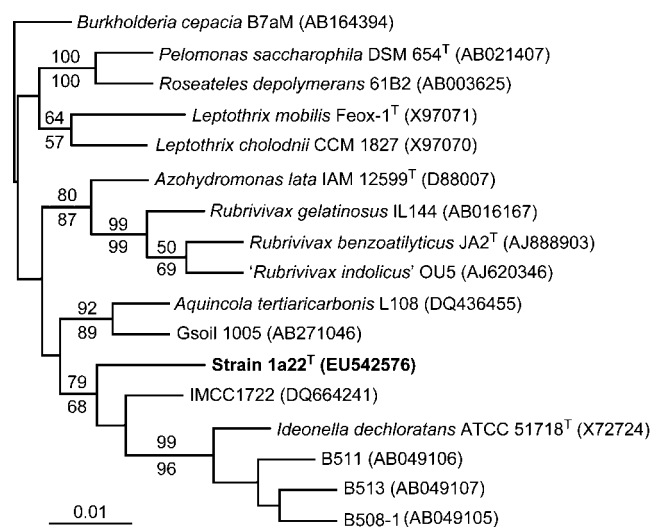 Burkholderia cepacia B7aM (AB164394)
100
Pelomonas saccharophila DSM 654T (AB021407)
100
Roseateles depolymerans 61B2 (AB003625)
64
Leptothrix mobilis Feox-1T (X97071)
57
Leptothrix cholodnii CCM 1827 (X97070)
Azohydromonas lata IAM 12599T (D88007)
80
87
Rubrivivax gelatinosus IL144 (AB016167)
99
99
Rubrivivax benzoatilyticus JA2T (AJ888903)
50
69
'Rubrivivax indolicus' OU5 (AJ620346)
Aquincola tertiaricarbonis L108 (DQ436455)
92
89
Gsoil 1005 (AB271046)
Strain 1a22T (EU542576)
79
68
IMCC1722 (DQ664241)
Ideonella dechloratans ATCC 51718T (X72724)
99
96
B511 (AB049106)
B513 (AB049107)
B508-1 (AB049105)
0.01